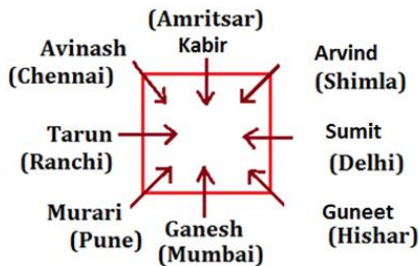 (Amritsar)
Kabir
Avinash
(Chennai)
Arvind
(Shimla)
Tarun
(Ranchi)
Sumit
(Delhi)
Murari
(Pune)
Ganesh
(Mumbai)
Guneet
(Hishar)